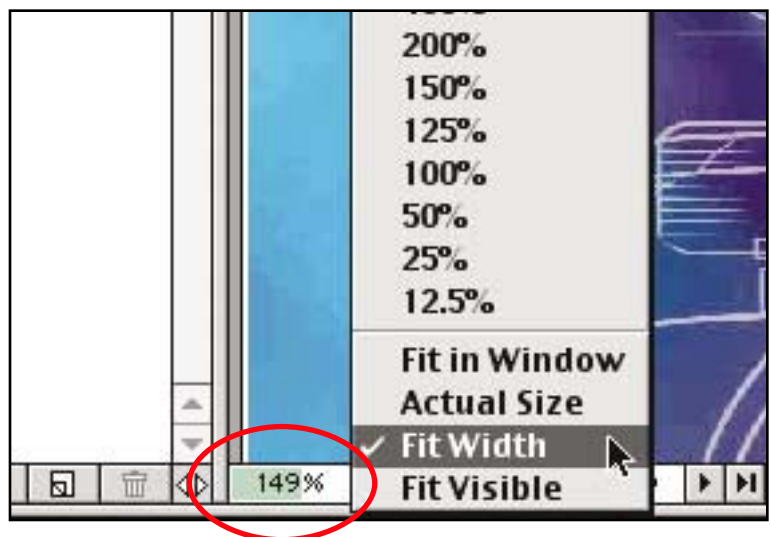 200%
150%
125%
100%
50%
25%
12.5%
Fit in Window
Actual Size
✓ Fit Width
149%
Fit Visible